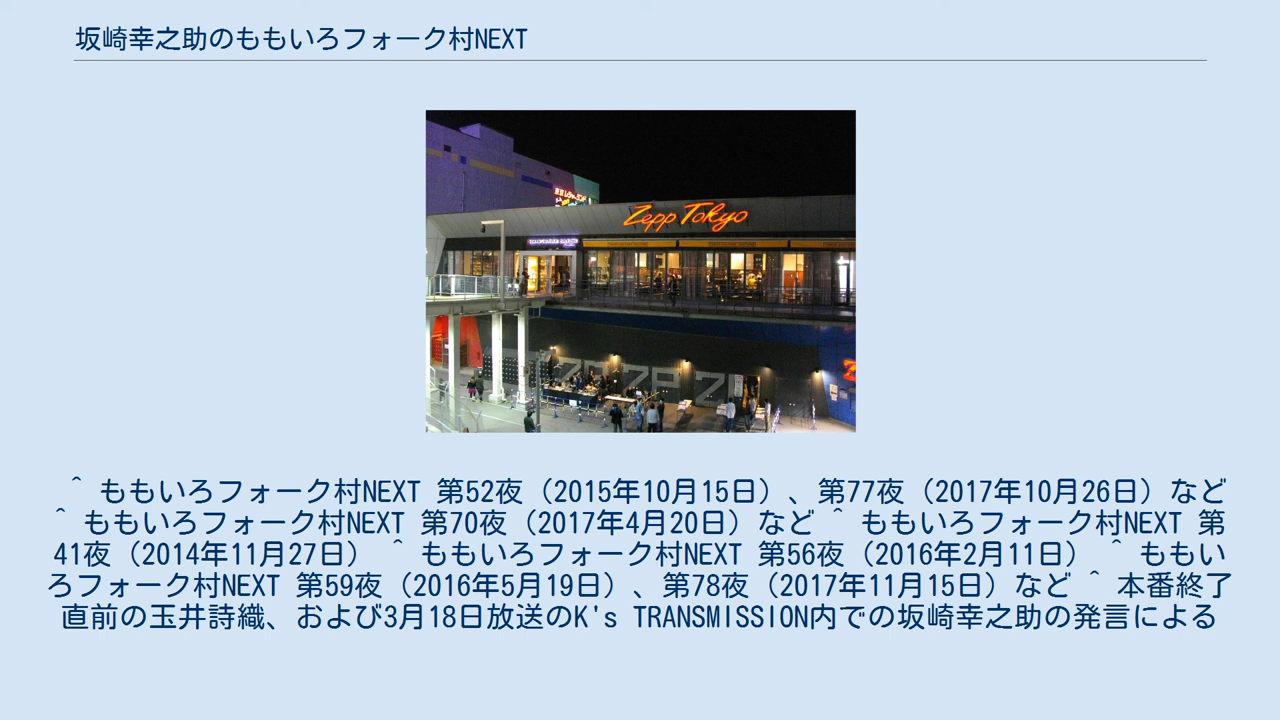 坂崎幸之助のももいろフォーク村NEXT
Zepp Tokyo
^ ももいろフォーク村NEXT 第52夜（2015年10月15日）、第77夜（2017年10月26日）など
^ ももいろフォーク村NEXT 第70夜（2017年4月20日）など ^ ももいろフォーク村NEXT 第
41夜（2014年11月27日） ^ ももいろフォーク村NEXT 第56夜（2016年2月11日） ^ ももい
ろフォーク村NEXT 第59夜（2016年5月19日）、第78夜（2017年11月15日）など ^ 本番終了
直前の玉井詩織、および3月18日放送のK's TRANSMISSION内での坂崎幸之助の発言による